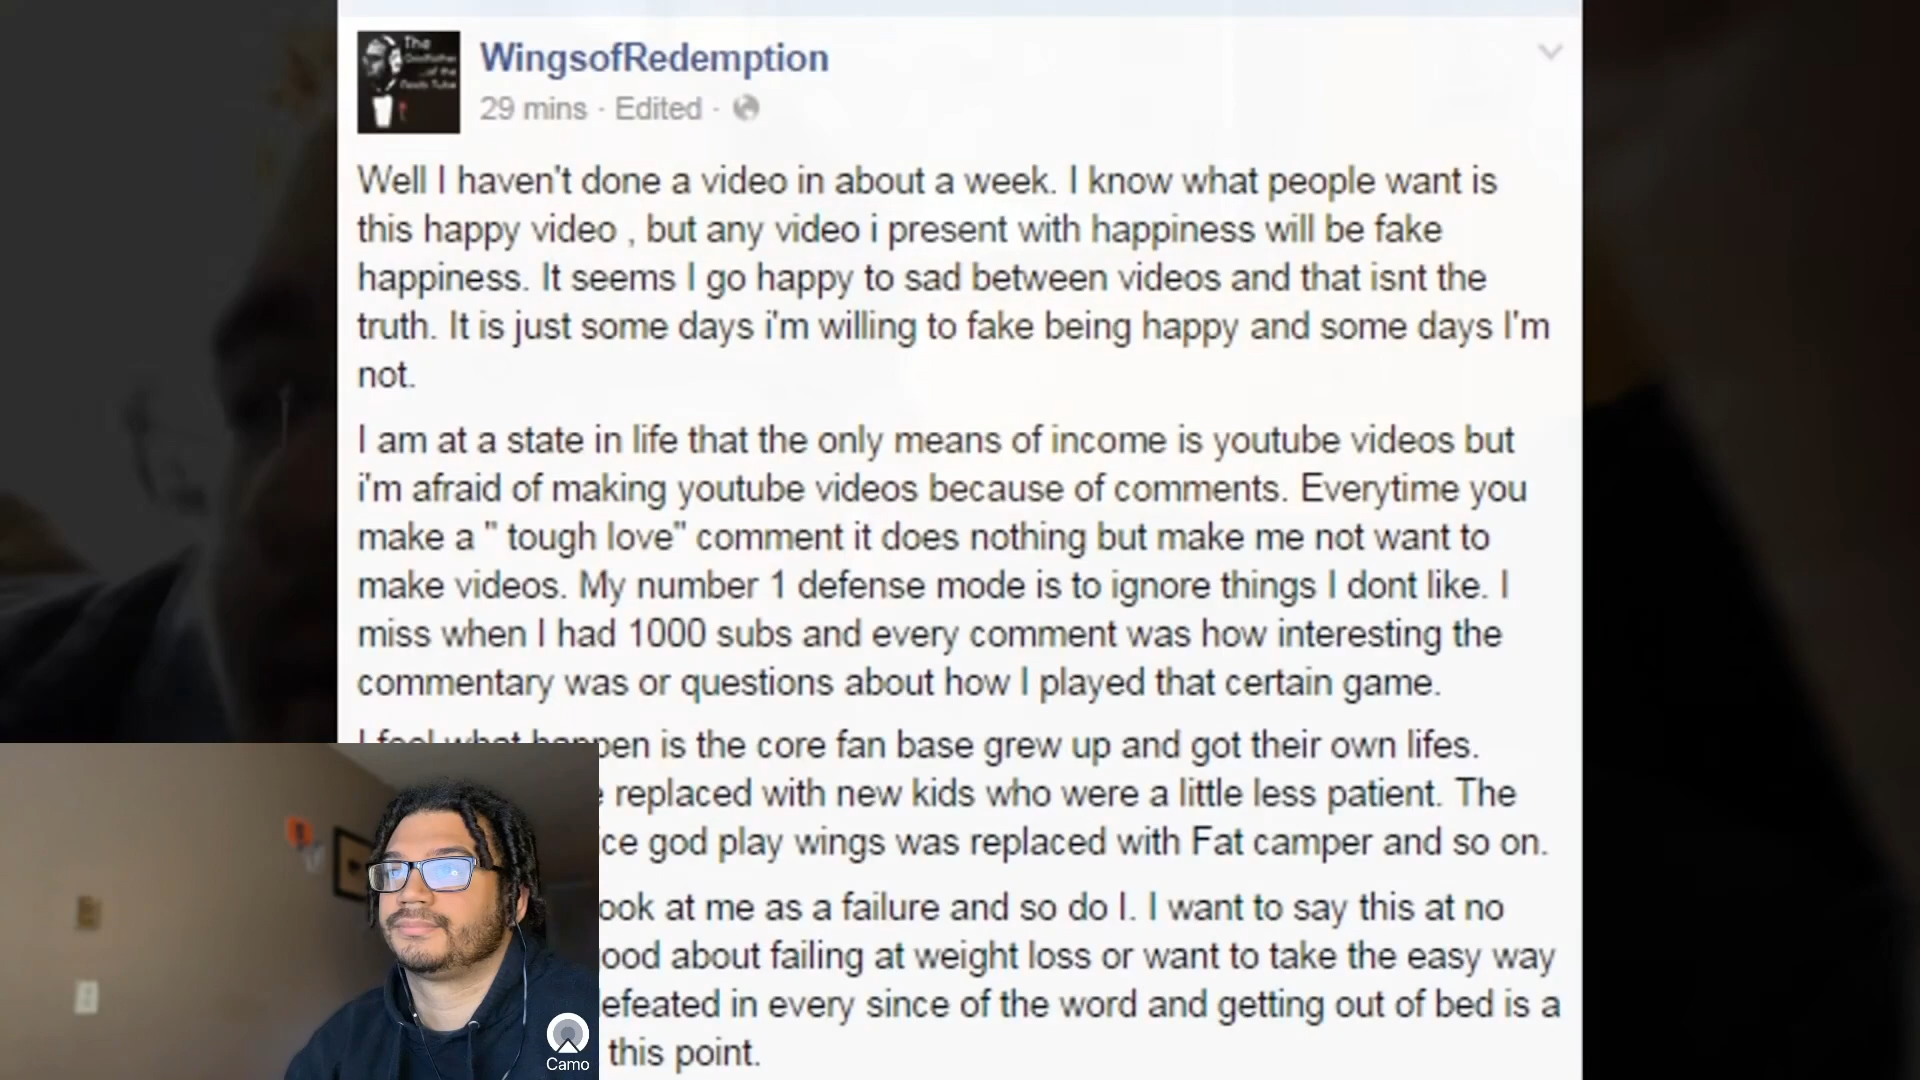 The
Godfather
of the
WingsofRedemption
29 mins · Edited ·
Well I haven't done a video in about a week. I know what people want is
this happy video , but any video i present with happiness will be fake
happiness. It seems I go happy to sad between videos and that isnt the
truth. It is just some days i'm willing to fake being happy and some days I'm
not.
I am at a state in life that the only means of income is youtube videos but
i'm afraid of making youtube videos because of comments. Everytime you
make a " tough love" comment it does nothing but make me not want to
make videos. My number 1 defense mode is to ignore things I dont like. I
miss when I had 1000 subs and every comment was how interesting the
commentary was or questions about how I played that certain game.
I feel what happen is the core fan base grew up and got their own lifes.
replaced with new kids who were a little less patient. The
god play wings was replaced with Fat camper and so on.
at me as a failure and so do I. I want to say this at no
about failing at weight loss or want to take the easy way
in every since of the word and getting out of bed is a
this point.
Camo